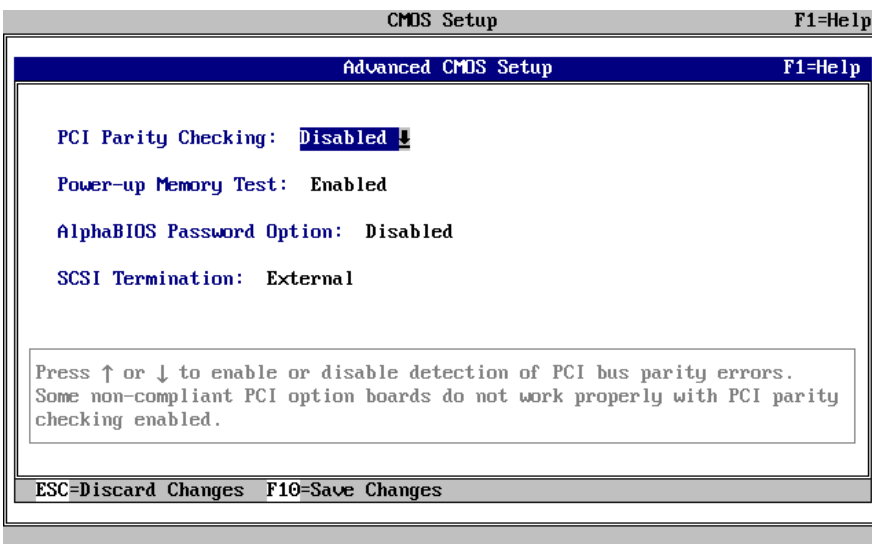 CMOS Setup F1=Help
Advanced CMOS Setup F1=Help
PCI Parity Checking: Disabled
Power-up Memory Test: Enabled
AlphaBIOS Password Option: Disabled
SCSI Termination: External
Press ↑ or ↓ to enable or disable detection of PCI bus parity errors.
Some non-compliant PCI option boards do not work properly with PCI parity
checking enabled.
ESC=Discard Changes F10=Save Changes